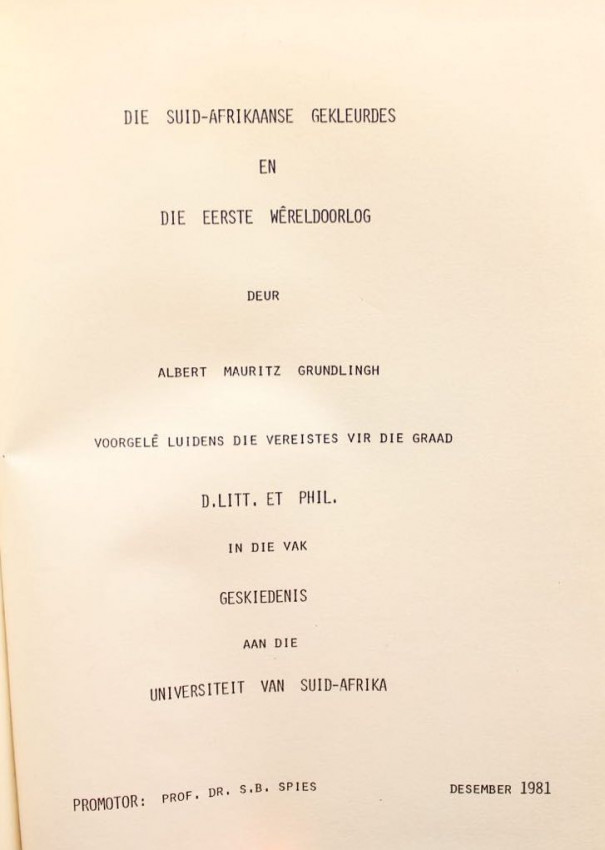 DIE SUID-AFRIKAANSE GEKLEURDES
EN
DIE EERSTE WÊRELDOORLOG
DEUR
ALBERT MAURITZ GRUNDLINGH
VOORGELÊ LUIDENS DIE VEREISTES VIR DIE GRAAD
D.LITT. ET PHIL.
IN DIE VAK
GESKIEDENIS
AAN DIE
UNIVERSITEIT VAN SUID-AFRIKA
PROMOTOR: PROF. DR. S.B. SPIES DESEMBER 1981